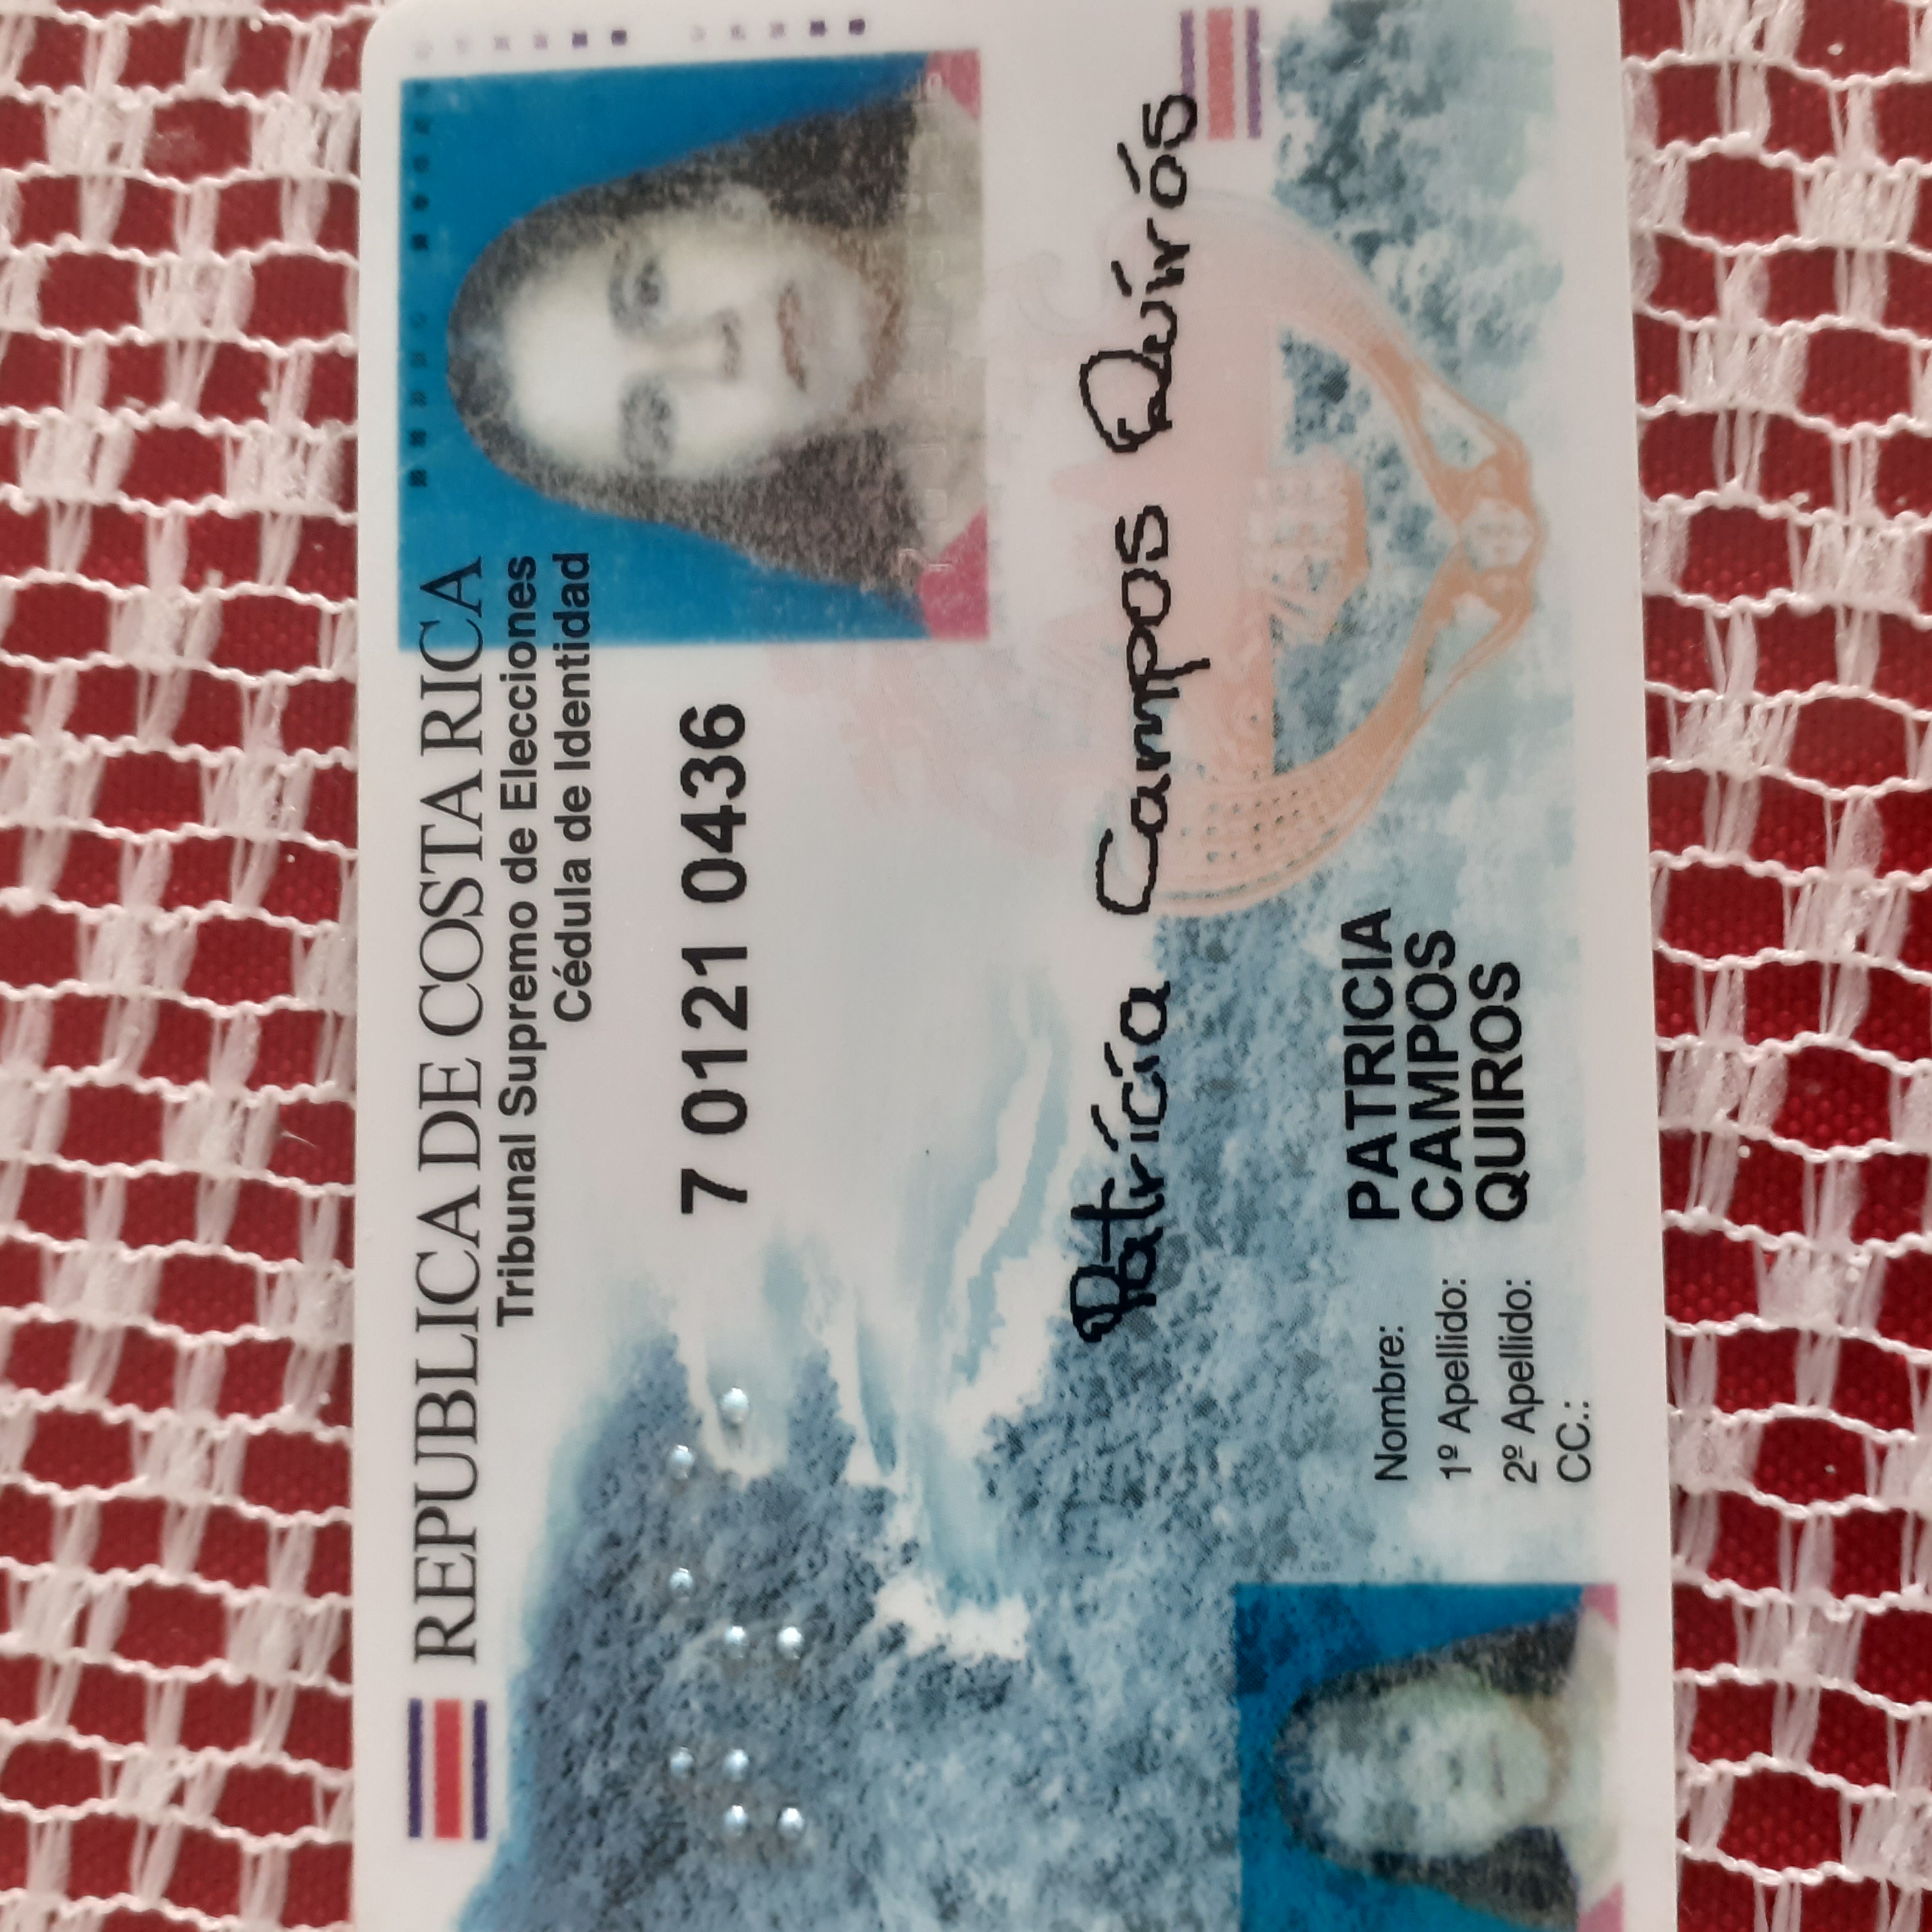 REPUBLICA DE COSTA RICA
Tribunal Supremo de Elecciones
Cédula de Identidad
7 0121 0436
Patricia Campos Quirós
Nombre: PATRICIA
1º Apellido: CAMPOS
2º Apellido: QUIROS
CC.: